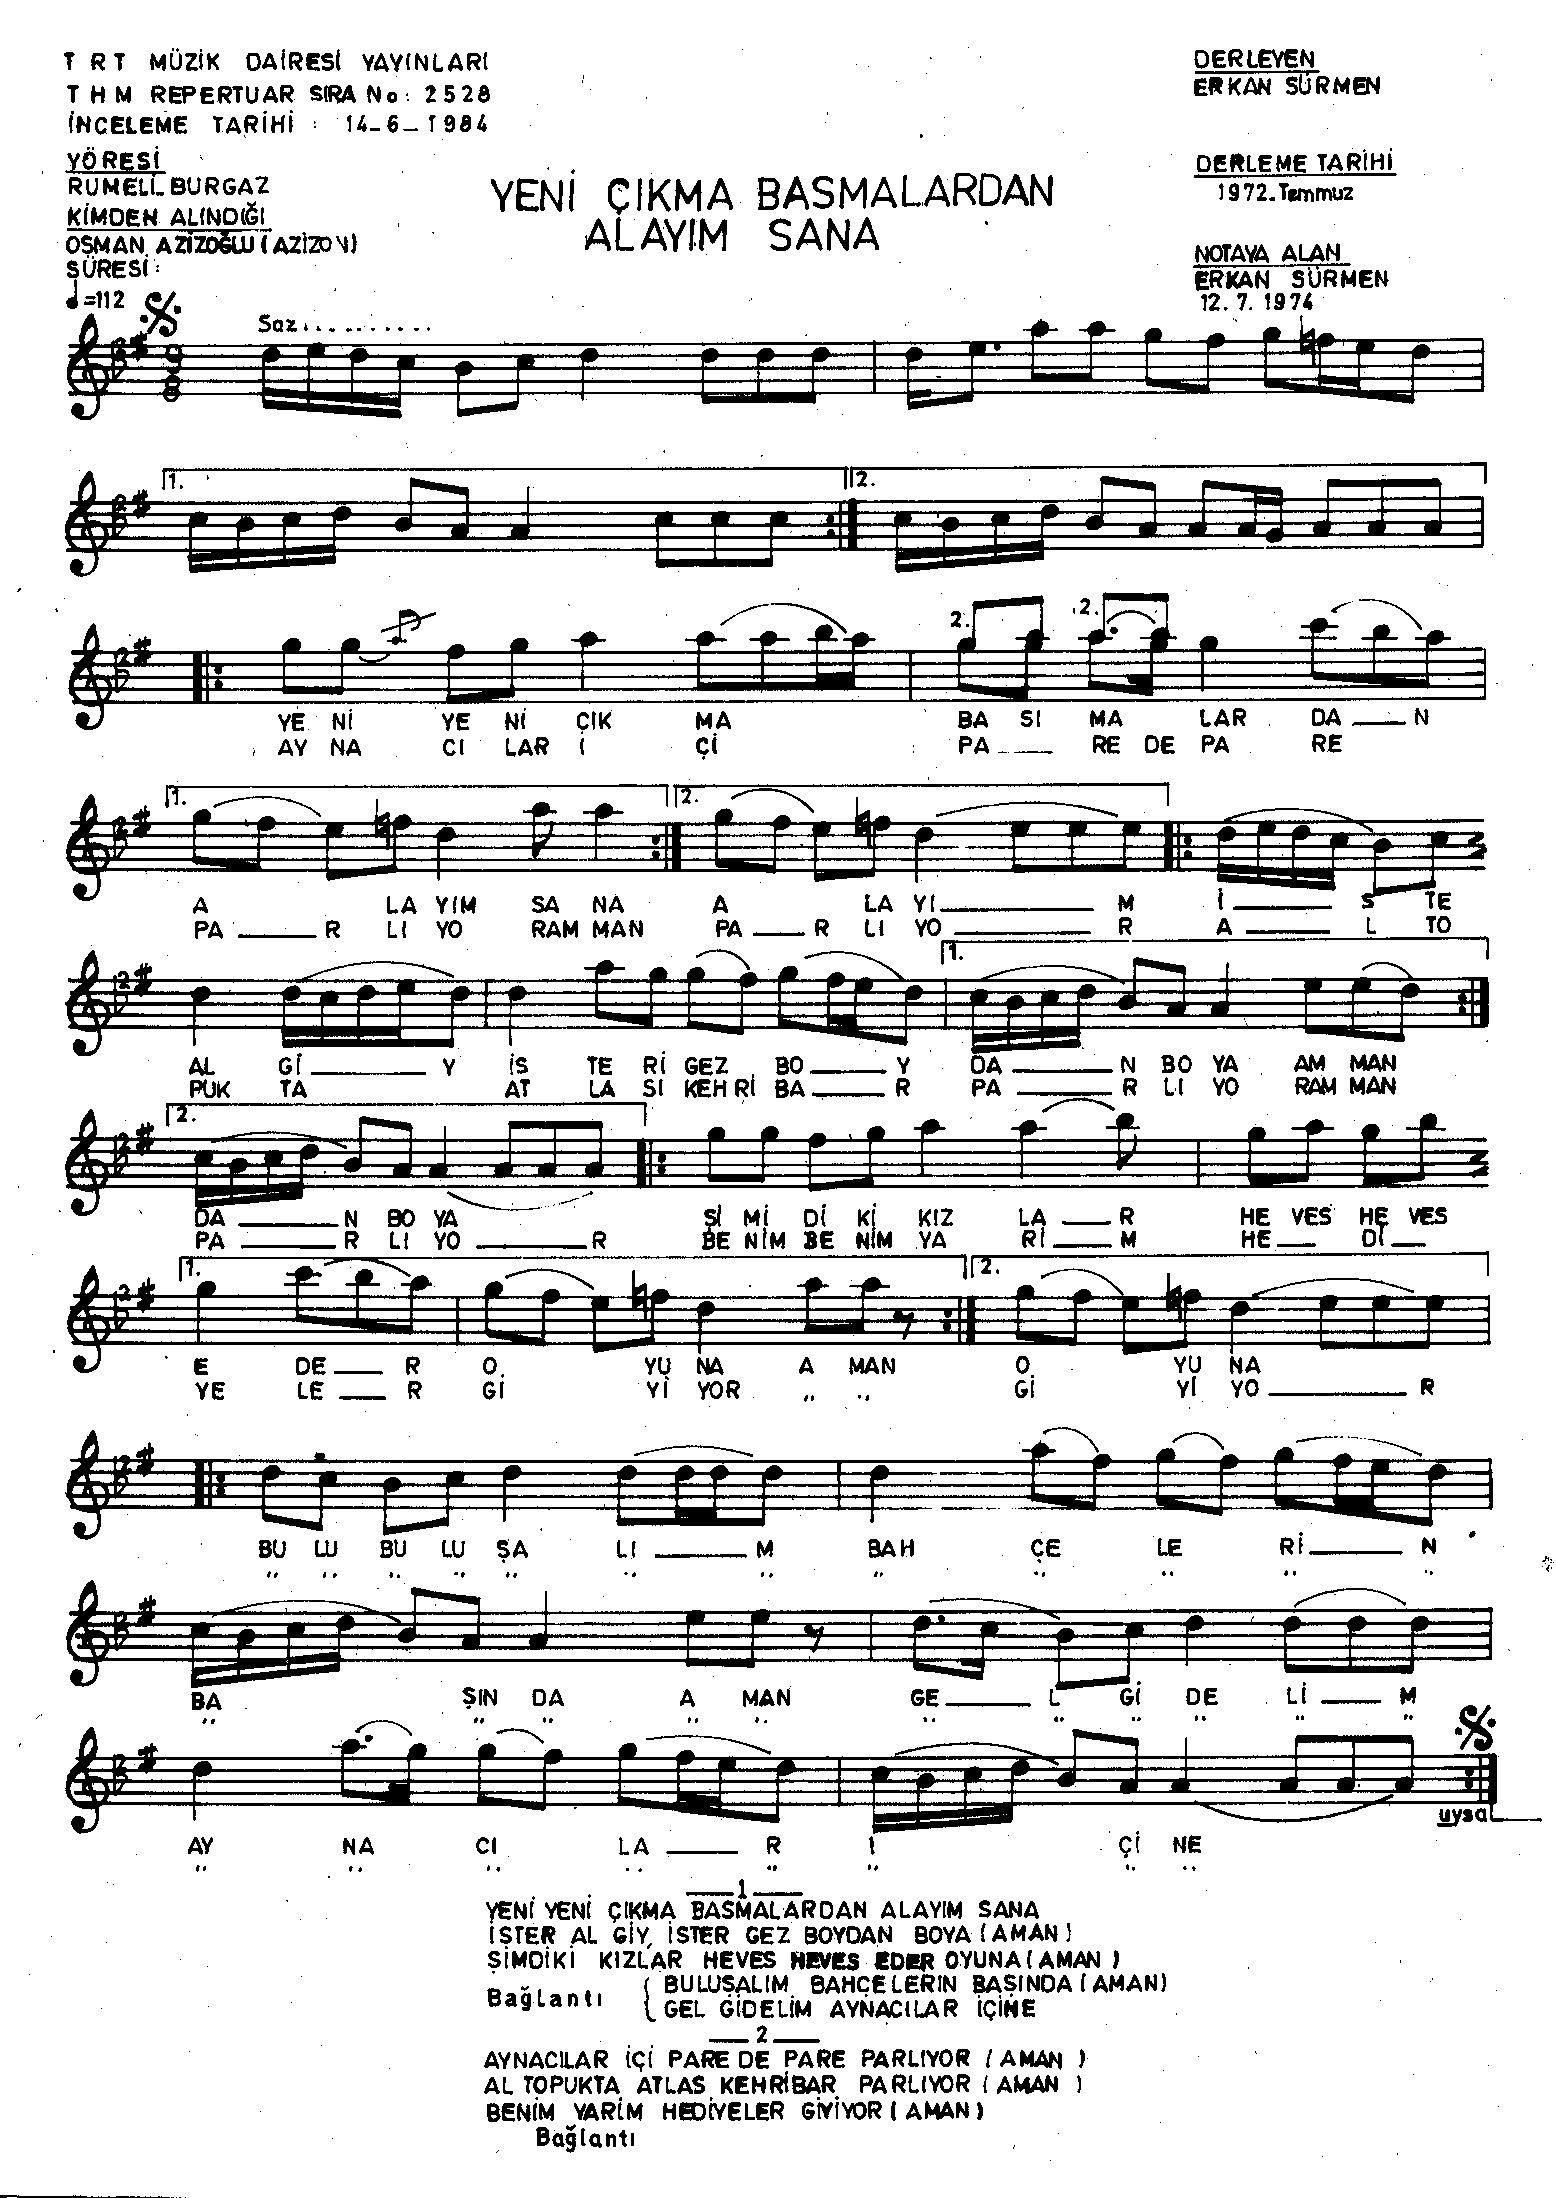 TRT MÜZİK DAİRESİ YAYINLARI
THM REPERTUAR SIRA No: 2528
İNCELEME TARİHİ : 14-6-1984
YÖRESİ
RUMELİ-BURGAZ
KİMDEN ALINDIĞI
OSMAN AZİZOĞLU (AZİZOV)
SÜRESİ:
♩=112
YENİ ÇIKMA BASMALARDAN
ALAYIM SANA
DERLEYEN
ERKAN SÜRMEN
DERLEME TARİHİ
1972-Temmuz
NOTAYA ALAN
ERKAN SÜRMEN
12.7.1974
Saz..........
9
8
1. 2.
2. 2.
YE Nİ YE Nİ ÇIK MA BA SI MA LAR DA — N
AY NA CI LAR İ Çİ PA — RE DE PA RE
1. 2.
A LA YIM SA NA A LA YI — M İ — S TE
PA — R LI YO RAM MAN PA — R LI YO — R A — L TO
1.
AL Gİ — Y İS TE Rİ GEZ BO — Y DA — N BO YA AM MAN
PUK TA AT LA SI KEH Rİ BA — R PA — R LI YO RAM MAN
2.
DA — N BO YA Şİ Mİ Dİ Kİ KIZ LA — R HE VES HE VES
PA — R LI YO — R BE NİM BE NİM YA Rİ — M HE — Dİ —
1. 2.
E DE — R O YU NA A MAN O YU NA
YE LE — R Gİ Yİ YOR " " Gİ Yİ YO — R
BU LU BU LU ŞA LI — M BAH ÇE LE Rİ — N
" " " " " " " " " " " "
BA ŞIN DA A MAN GE — L Gİ DE Lİ — M
" " " " " " " " " " "
uysal
AY NA CI LA — R İ Çİ NE
" " " " " " " "
— 1 —
YENİ YENİ ÇIKMA BASMALARDAN ALAYIM SANA
İSTER AL GİY, İSTER GEZ BOYDAN BOYA (AMAN)
ŞİMDİKİ KIZLAR HEVES HEVES EDER OYUNA (AMAN)
Bağlantı { BULUŞALIM BAHÇELERİN BAŞINDA (AMAN)
GEL GİDELİM AYNACILAR İÇİNE
— 2 —
AYNACILAR İÇİ PARE DE PARE PARLIYOR (AMAN)
AL TOPUKTA ATLAS KEHRİBAR PARLIYOR (AMAN)
BENİM YARİM HEDİYELER GİYİYOR (AMAN)
Bağlantı